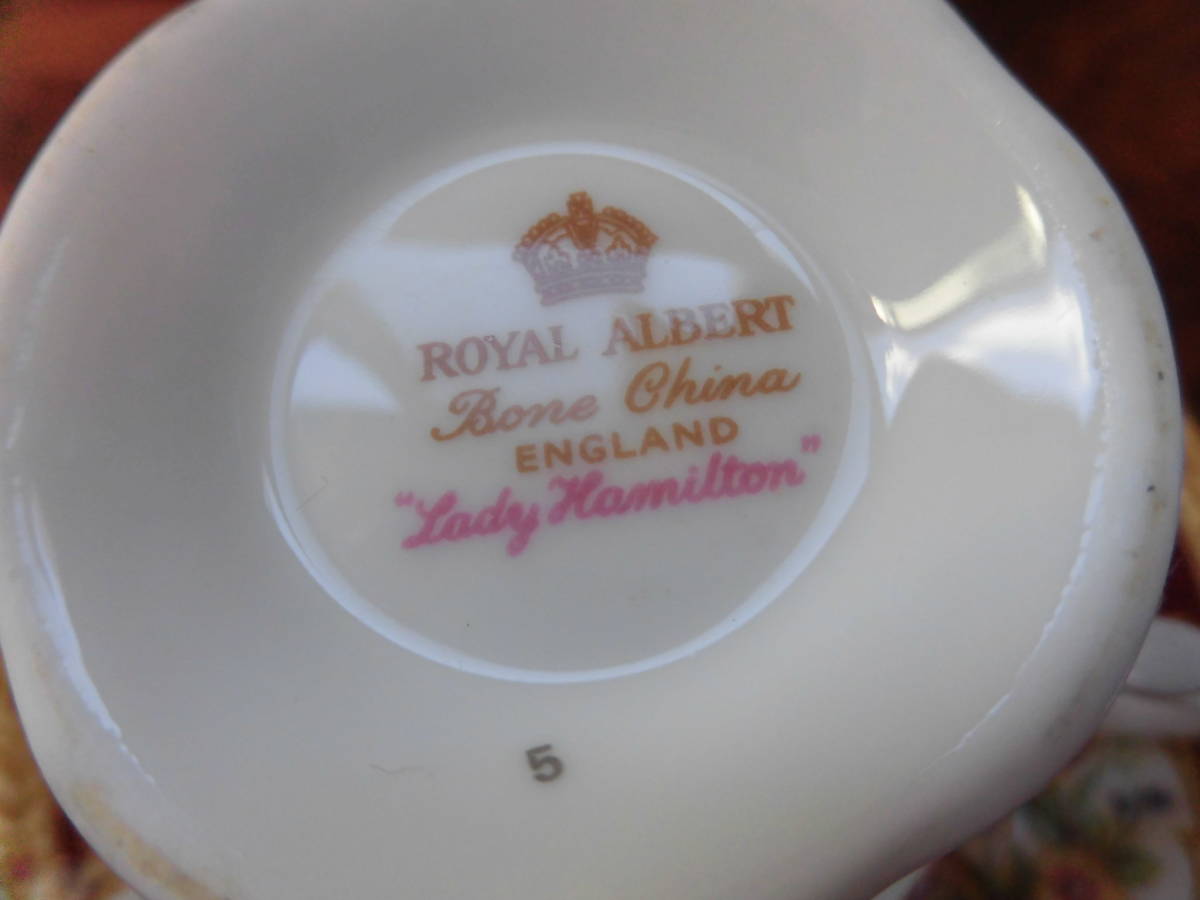 ROYAL ALBERT
Bone China
ENGLAND
"Lady Hamilton"
5